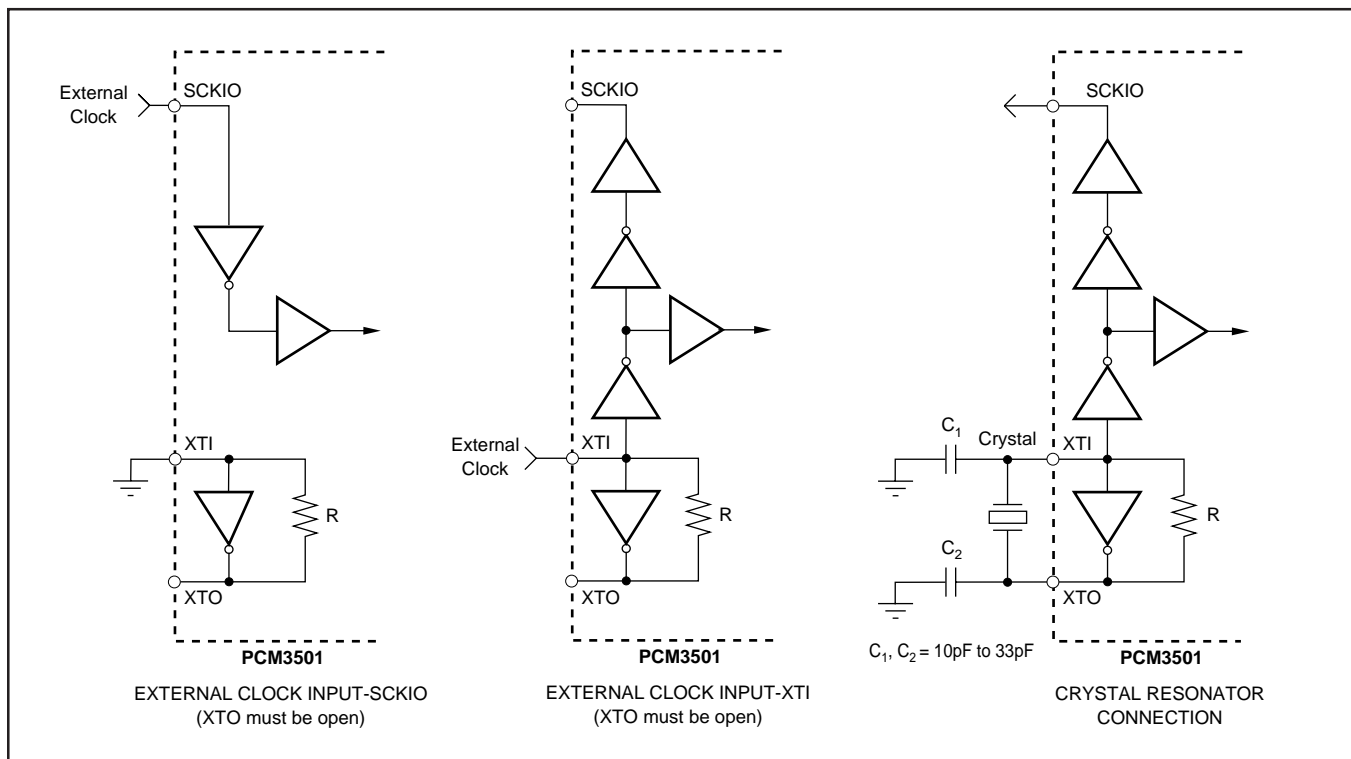 External
Clock
SCKIO
XTI
R
XTO
PCM3501
EXTERNAL CLOCK INPUT-SCKIO
(XTO must be open)
SCKIO
External
Clock
XTI
R
XTO
PCM3501
EXTERNAL CLOCK INPUT-XTI
(XTO must be open)
SCKIO
C1
Crystal
XTI
R
C2
XTO
C1, C2 = 10pF to 33pF
PCM3501
CRYSTAL RESONATOR
CONNECTION